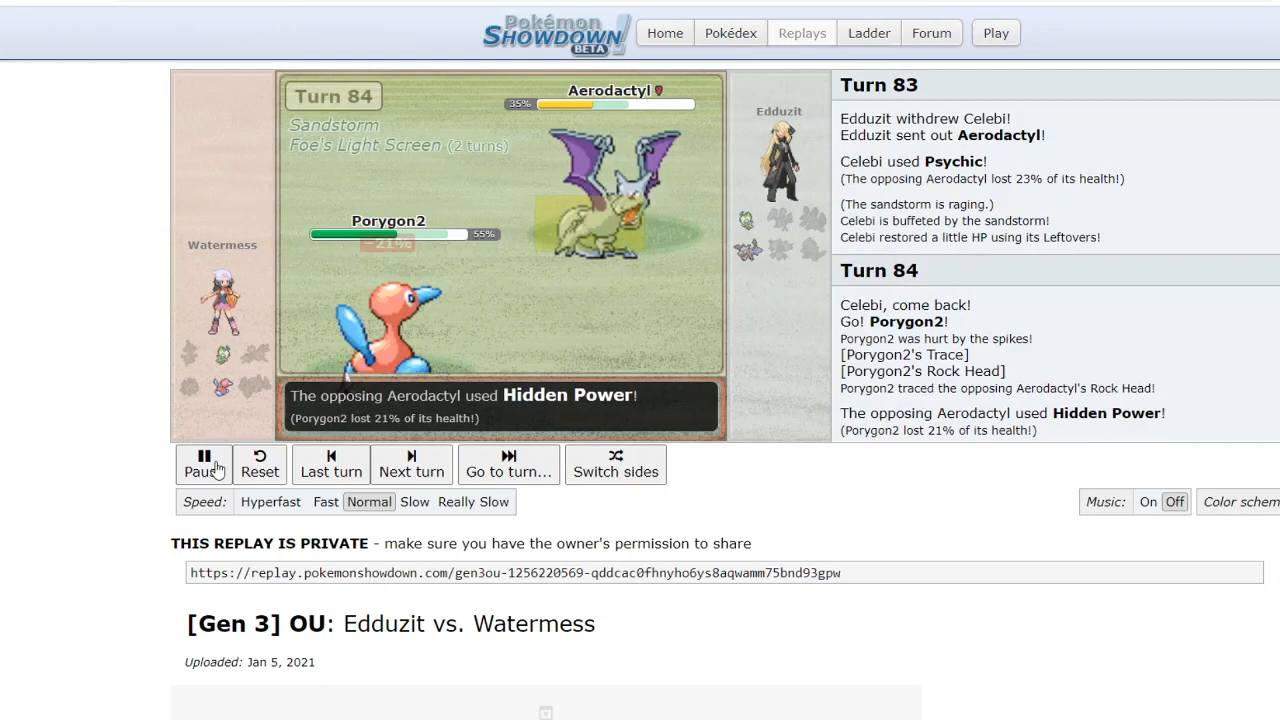 Pokémon
SHOWDOWN!
BETA
Home
Pokédex
Replays
Ladder
Forum
Play
Turn 84
Sandstorm
Foe's Light Screen (2 turns)
Aerodactyl
35%
Porygon2
55%
−21%
Watermess
Edduzit
The opposing Aerodactyl used Hidden Power!
(Porygon2 lost 21% of its health!)
Turn 83
Edduzit withdrew Celebi!
Edduzit sent out Aerodactyl!
Celebi used Psychic!
(The opposing Aerodactyl lost 23% of its health!)
(The sandstorm is raging.)
Celebi is buffeted by the sandstorm!
Celebi restored a little HP using its Leftovers!
Turn 84
Celebi, come back!
Go! Porygon2!
Porygon2 was hurt by the spikes!
[Porygon2's Trace]
[Porygon2's Rock Head]
Porygon2 traced the opposing Aerodactyl's Rock Head!
The opposing Aerodactyl used Hidden Power!
(Porygon2 lost 21% of its health!)
Pause
Reset
Last turn
Next turn
Go to turn...
Switch sides
Speed: Hyperfast Fast Normal Slow Really Slow
Music: On Off
Color schem
THIS REPLAY IS PRIVATE - make sure you have the owner's permission to share
https://replay.pokemonshowdown.com/gen3ou-1256220569-qddcac0fhnyho6ys8aqwamm75bnd93gpw
[Gen 3] OU: Edduzit vs. Watermess
Uploaded: Jan 5, 2021